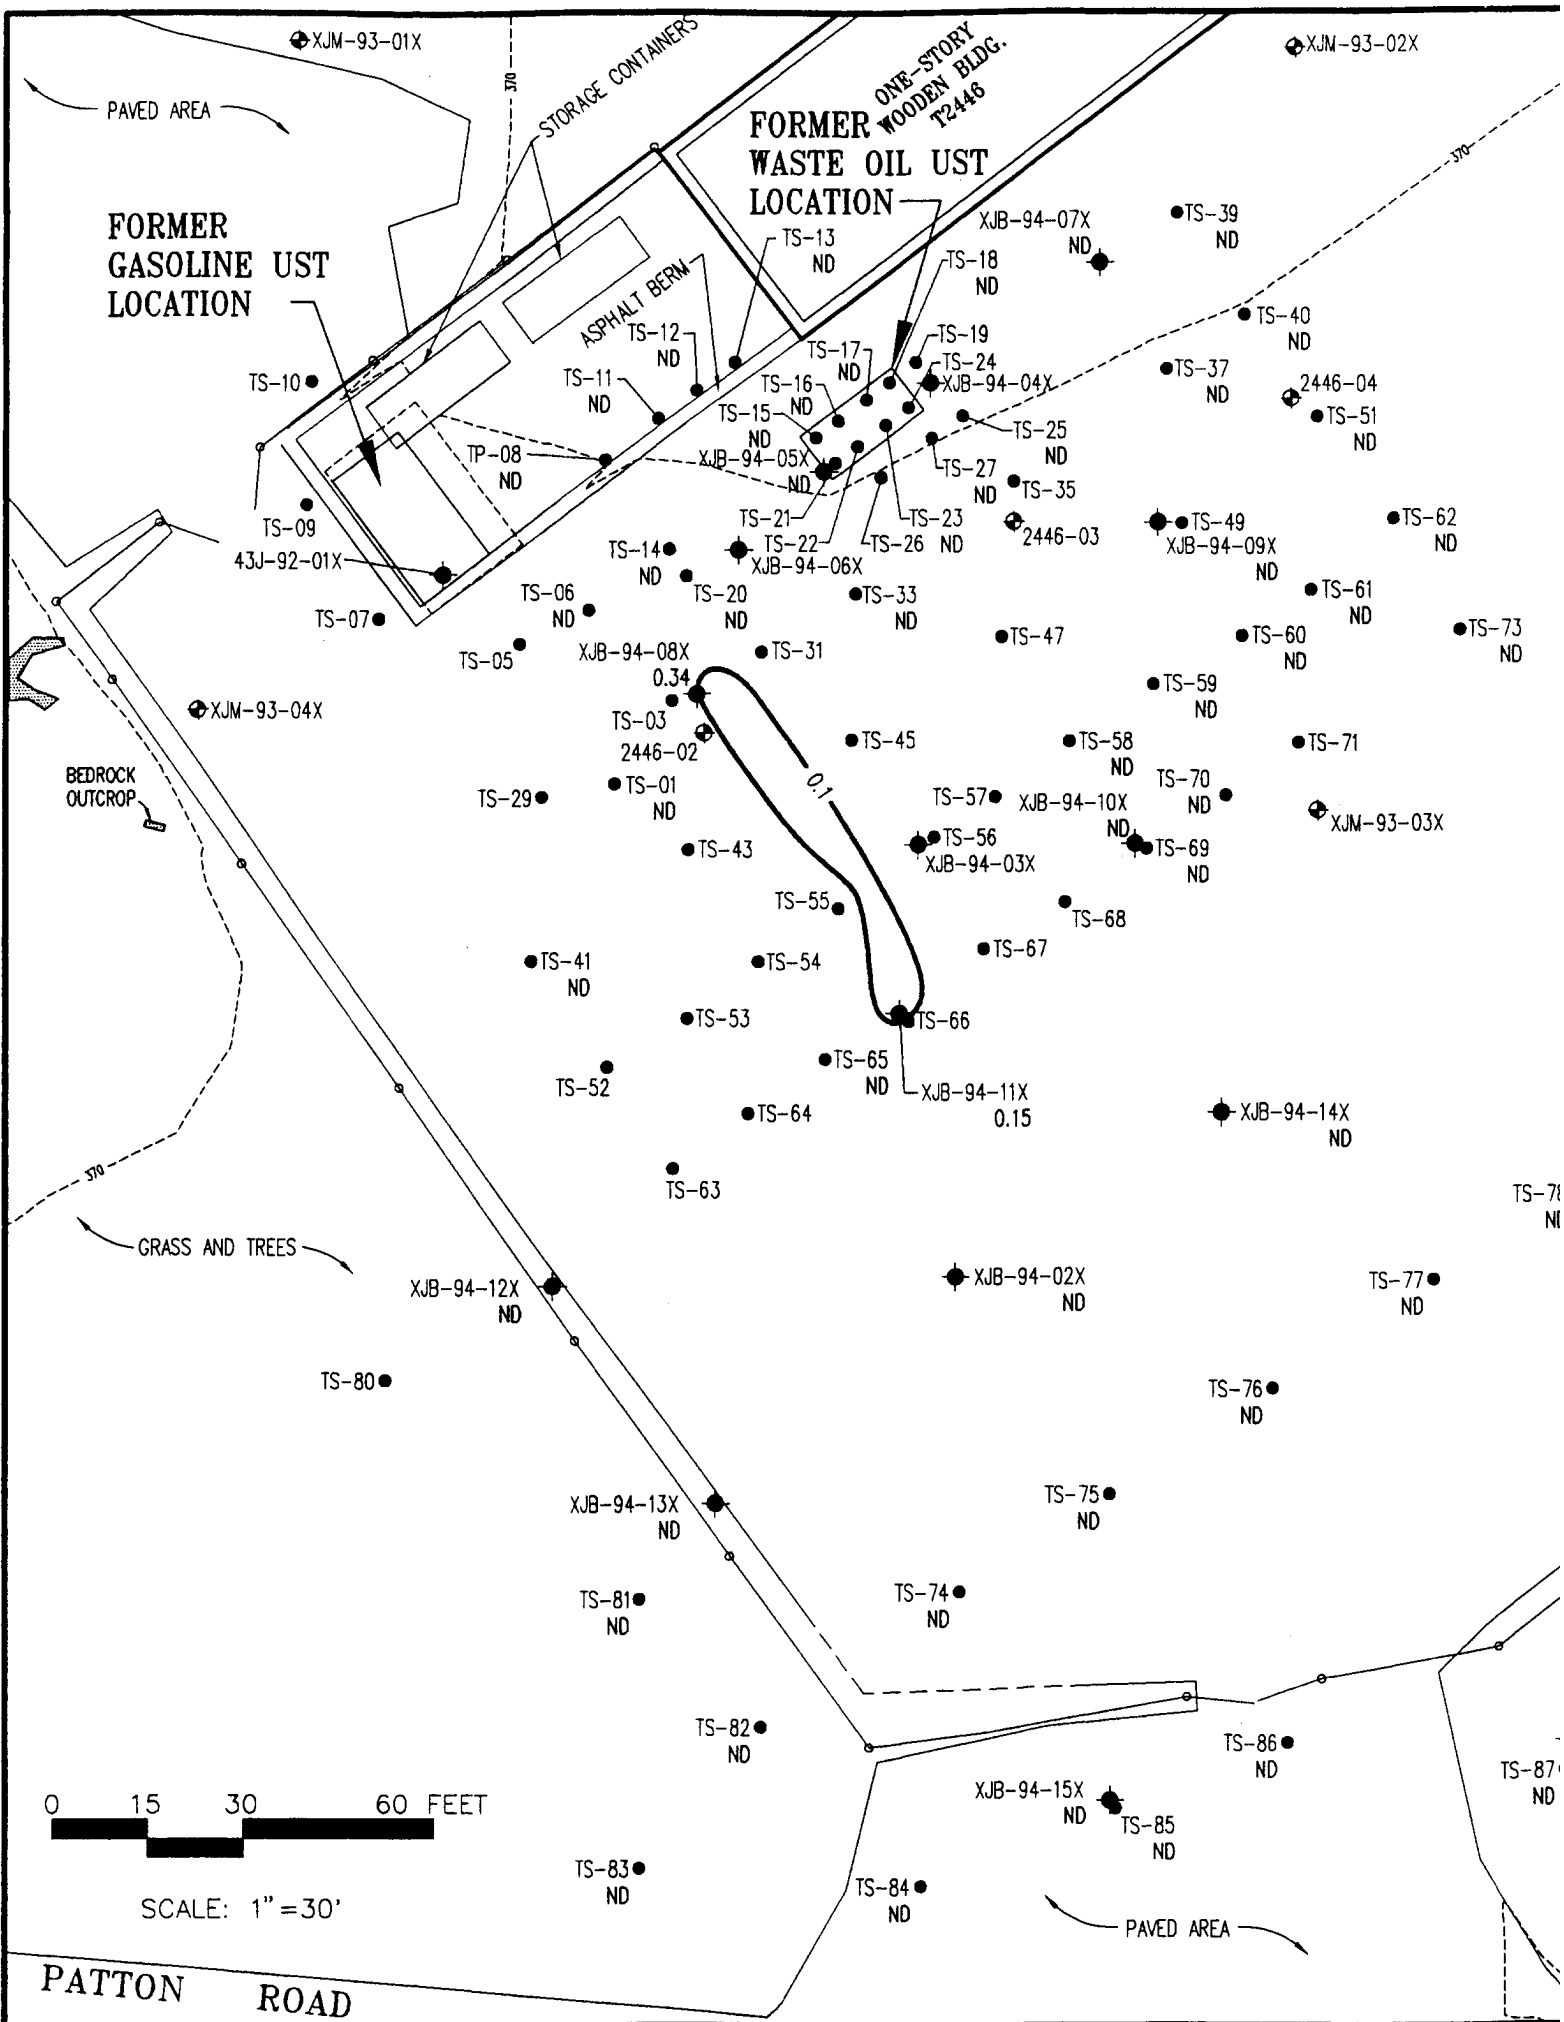 XJM-93-01X
PAVED AREA
370
STORAGE CONTAINERS
ONE-STORY
WOODEN BLDG.
T2446
XJM-93-02X
370
FORMER
WASTE OIL UST
LOCATION
FORMER
GASOLINE UST
LOCATION
XJB-94-07X
ND
TS-39
ND
TS-13
ND
TS-18
ND
ASPHALT BERM
TS-40
ND
TS-12
ND
TS-17
ND
TS-19
TS-24
XJB-94-04X
TS-37
ND
2446-04
TS-51
ND
TS-10
TS-11
ND
TS-16
ND
TS-15
ND
TS-25
ND
TP-08
ND
XJB-94-05X
ND
TS-27
ND
TS-35
TS-09
TS-21
TS-22
TS-26
TS-23
ND
2446-03
TS-49
XJB-94-09X
ND
TS-62
ND
43J-92-01X
TS-14
ND
XJB-94-06X
TS-20
ND
TS-33
ND
TS-61
ND
TS-07
TS-06
ND
TS-05
XJB-94-08X
0.34
TS-31
TS-47
TS-60
ND
TS-73
ND
TS-59
ND
XJM-93-04X
TS-03
2446-02
TS-45
TS-58
ND
TS-71
BEDROCK
OUTCROP
TS-29
TS-01
ND
0.1
TS-57
XJB-94-10X
ND
TS-70
ND
XJM-93-03X
TS-43
TS-56
XJB-94-03X
TS-69
ND
TS-55
TS-68
TS-41
ND
TS-54
TS-67
TS-53
TS-66
TS-52
TS-65
ND
XJB-94-11X
0.15
TS-64
XJB-94-14X
ND
370
TS-63
TS-78
ND
GRASS AND TREES
XJB-94-12X
ND
XJB-94-02X
ND
TS-77
ND
TS-80
TS-76
ND
XJB-94-13X
ND
TS-75
ND
TS-81
ND
TS-74
ND
TS-82
ND
TS-86
ND
TS-87
ND
XJB-94-15X
ND
TS-85
ND
0 15 30 60 FEET
TS-83
ND
TS-84
ND
SCALE: 1"=30'
PAVED AREA
PATTON ROAD